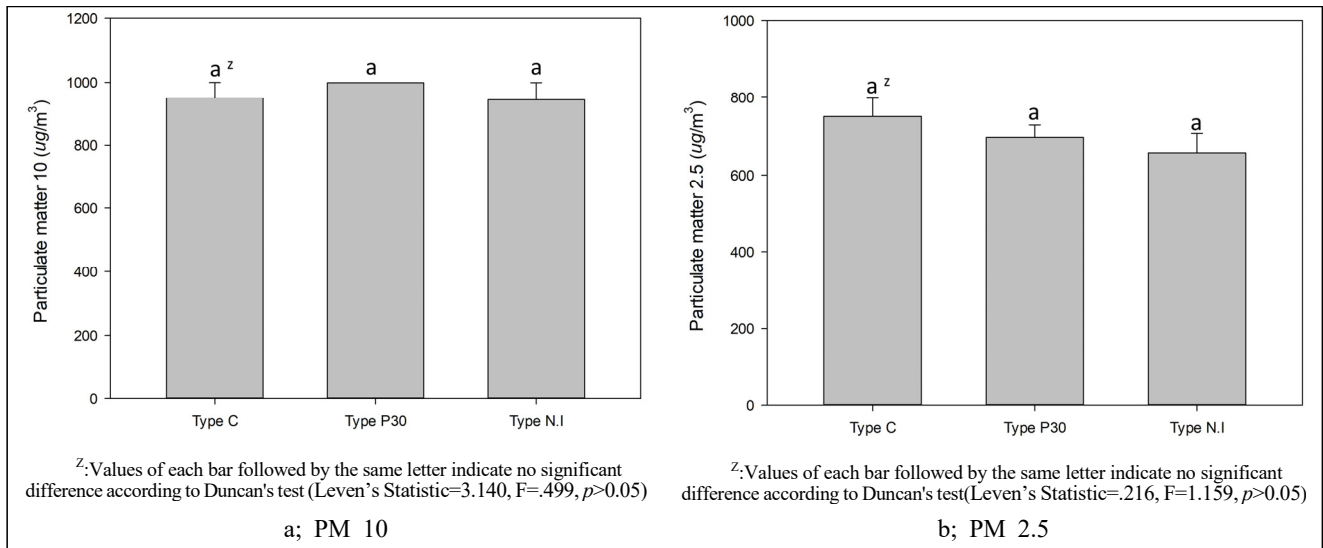 1200
1000
800
600
400
200
0
Particulate matter 10 (ug/m³)
a z
a
a
Type C
Type P30
Type N.I
Z:Values of each bar followed by the same letter indicate no significant
difference according to Duncan's test (Leven's Statistic=3.140, F=.499, p>0.05)
a; PM 10
1000
800
600
400
200
0
Particulate matter 2.5 (ug/m³)
a z
a
a
Type C
Type P30
Type N.I
Z:Values of each bar followed by the same letter indicate no significant
difference according to Duncan's test(Leven's Statistic=.216, F=1.159, p>0.05)
b; PM 2.5